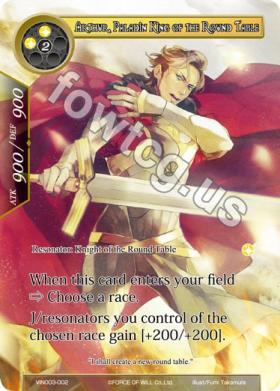 Arthur, Paladin King of the Round Table
2
ATK 900/DEF 900
fowtcg.us
Resonator: Knight of the Round Table
When this card enters your field
⇒ Choose a race.
J/resonators you control of the
chosen race gain [+200/+200].
"I shall create a new round table."
VIN003-002 ©FORCE OF WILL Co.,Ltd. Illust/Fumi Takamura